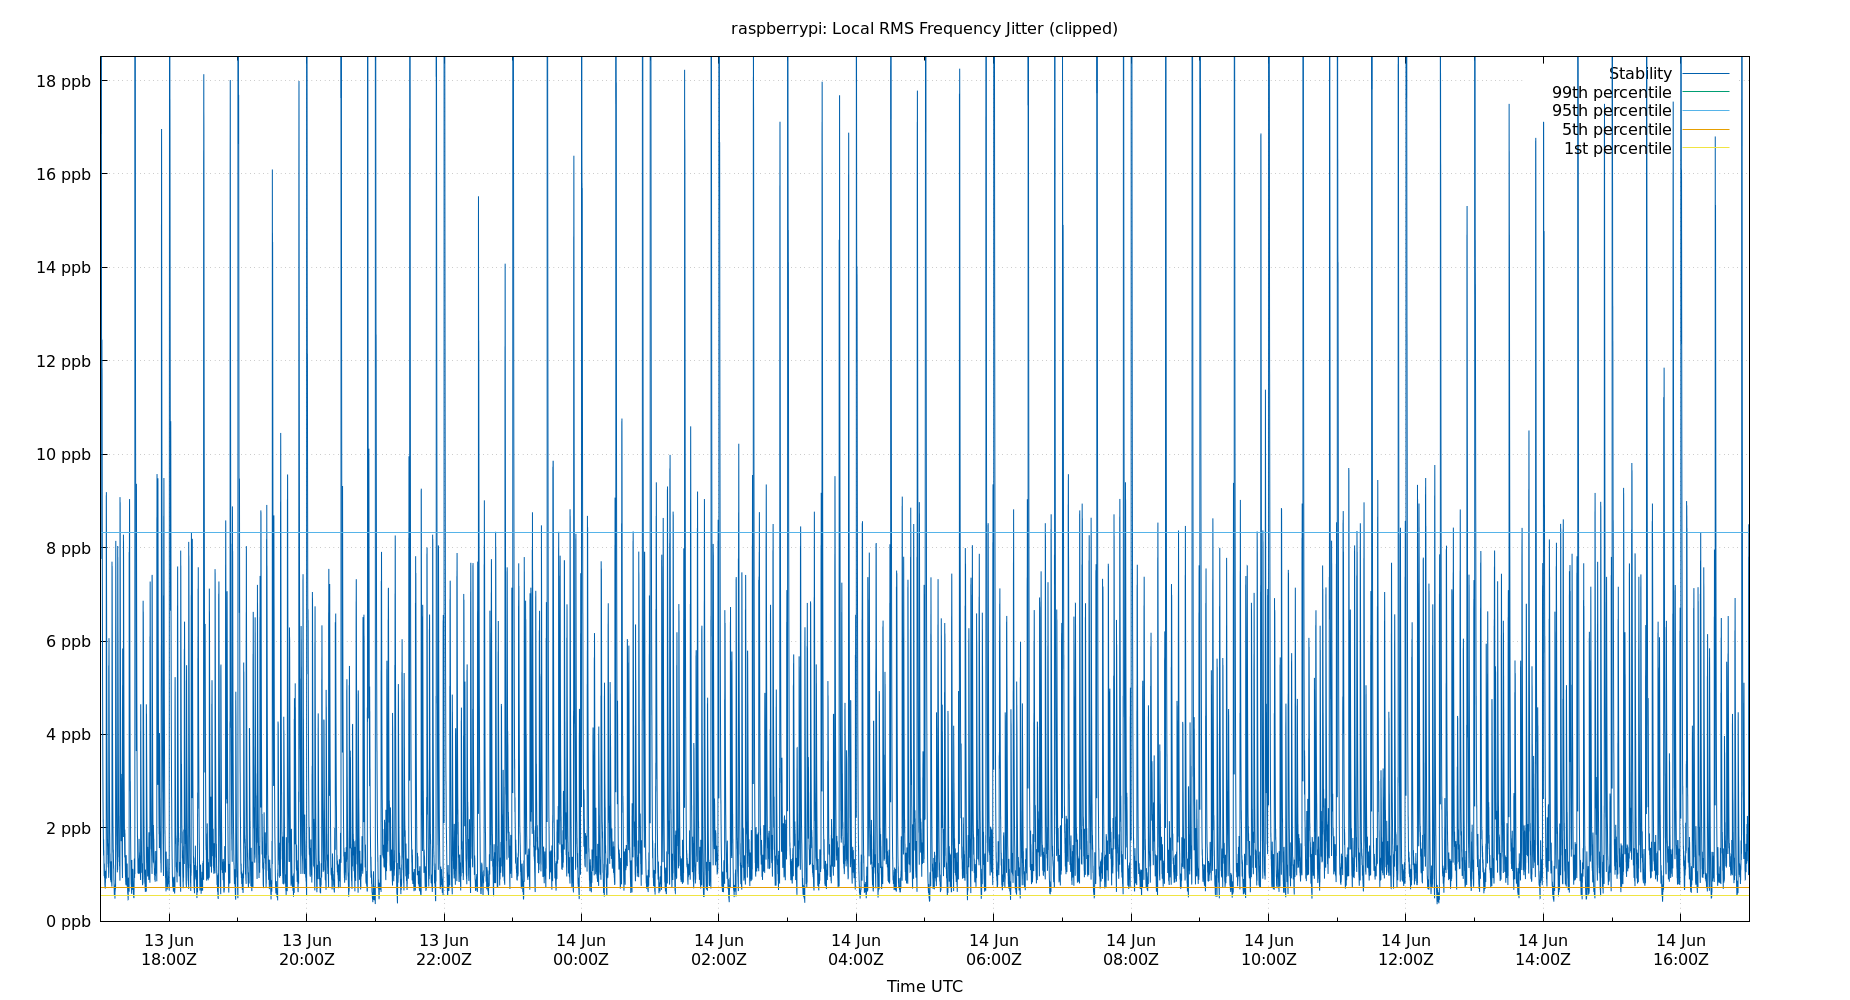 raspberrypi: Local RMS Frequency Jitter (clipped)
18 ppb
16 ppb
14 ppb
12 ppb
10 ppb
8 ppb
6 ppb
4 ppb
2 ppb
0 ppb
Stability
99th percentile
95th percentile
5th percentile
1st percentile
13 Jun 13 Jun 13 Jun 14 Jun 14 Jun 14 Jun 14 Jun 14 Jun 14 Jun 14 Jun 14 Jun 14 Jun
18:00Z 20:00Z 22:00Z 00:00Z 02:00Z 04:00Z 06:00Z 08:00Z 10:00Z 12:00Z 14:00Z 16:00Z
Time UTC